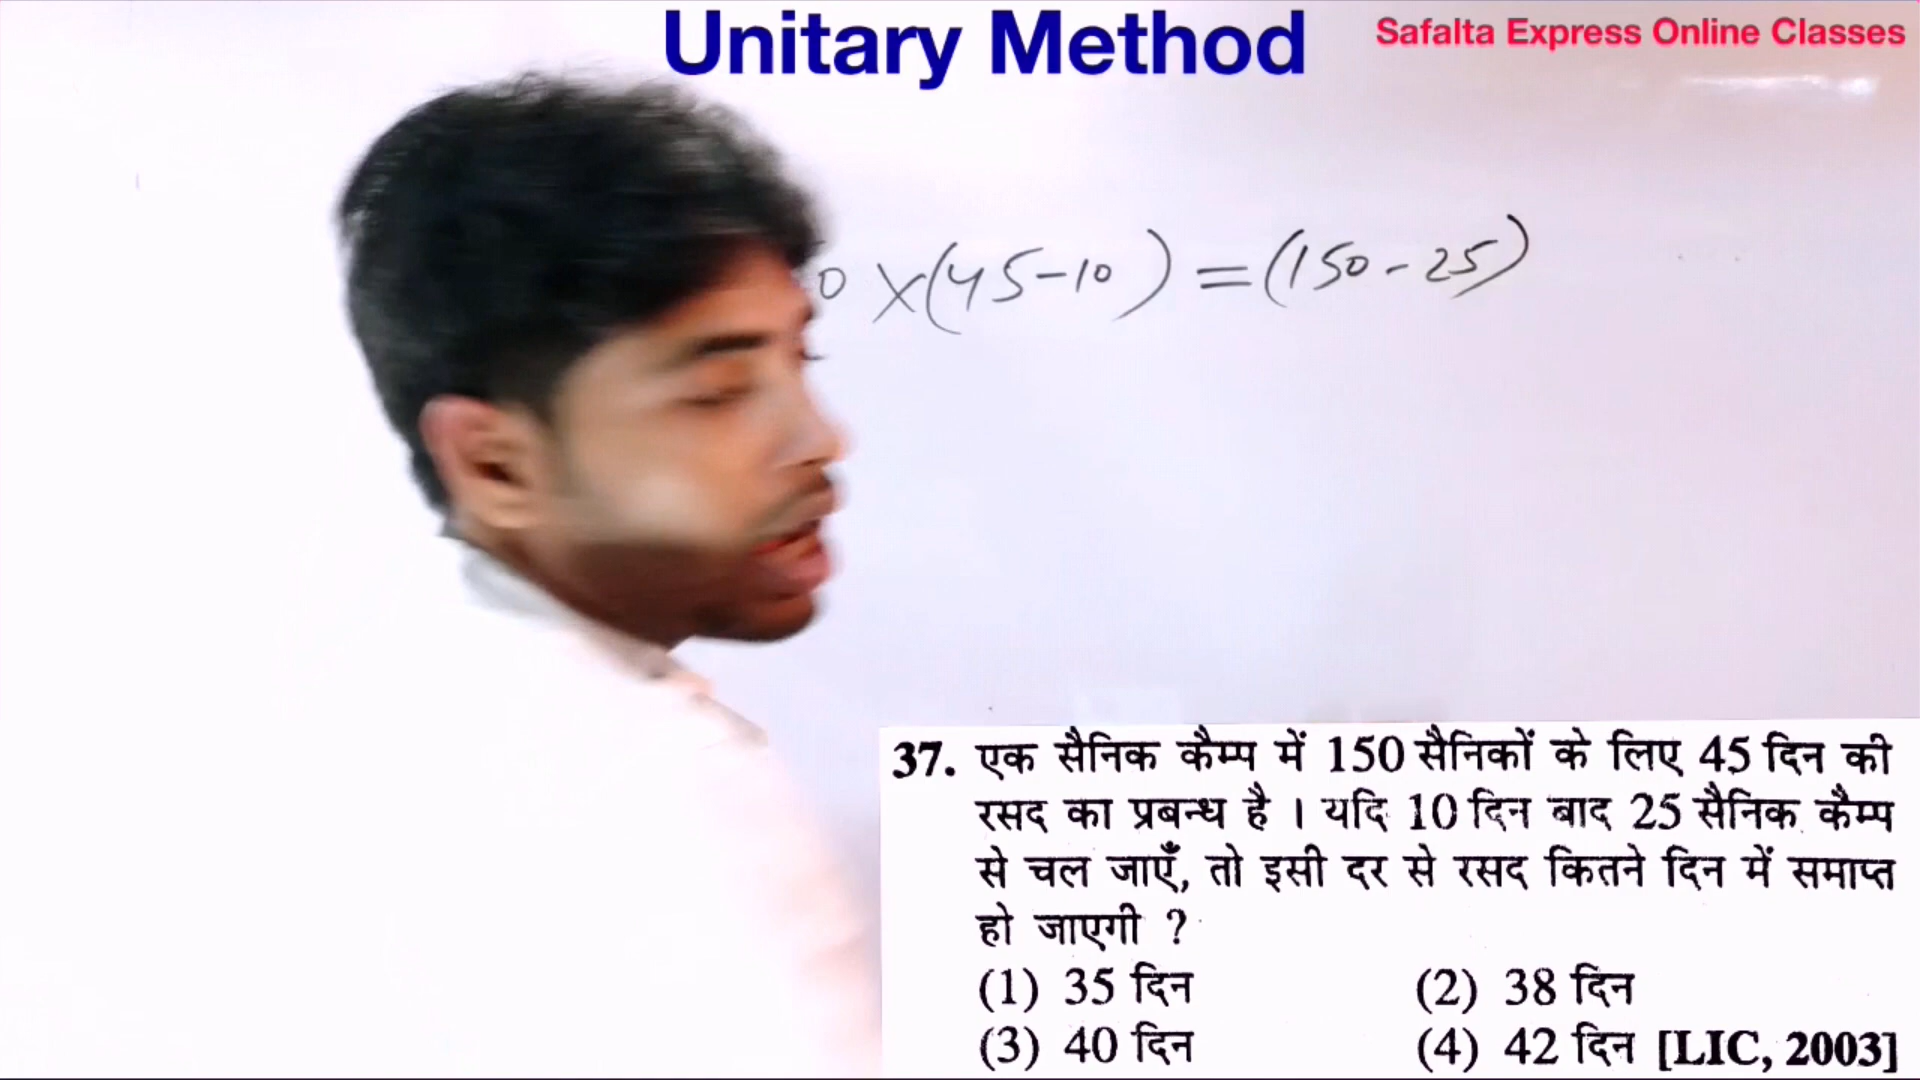 Unitary Method
Safalta Express Online Classes
0 ×(45-10) = (150-25)
37. एक सैनिक कैम्प में 150 सैनिकों के लिए 45 दिन की
रसद का प्रबन्ध है । यदि 10 दिन बाद 25 सैनिक कैम्प
से चल जाएँ, तो इसी दर से रसद कितने दिन में समाप्त
हो जाएगी ?
(1) 35 दिन (2) 38 दिन
(3) 40 दिन (4) 42 दिन [LIC, 2003]